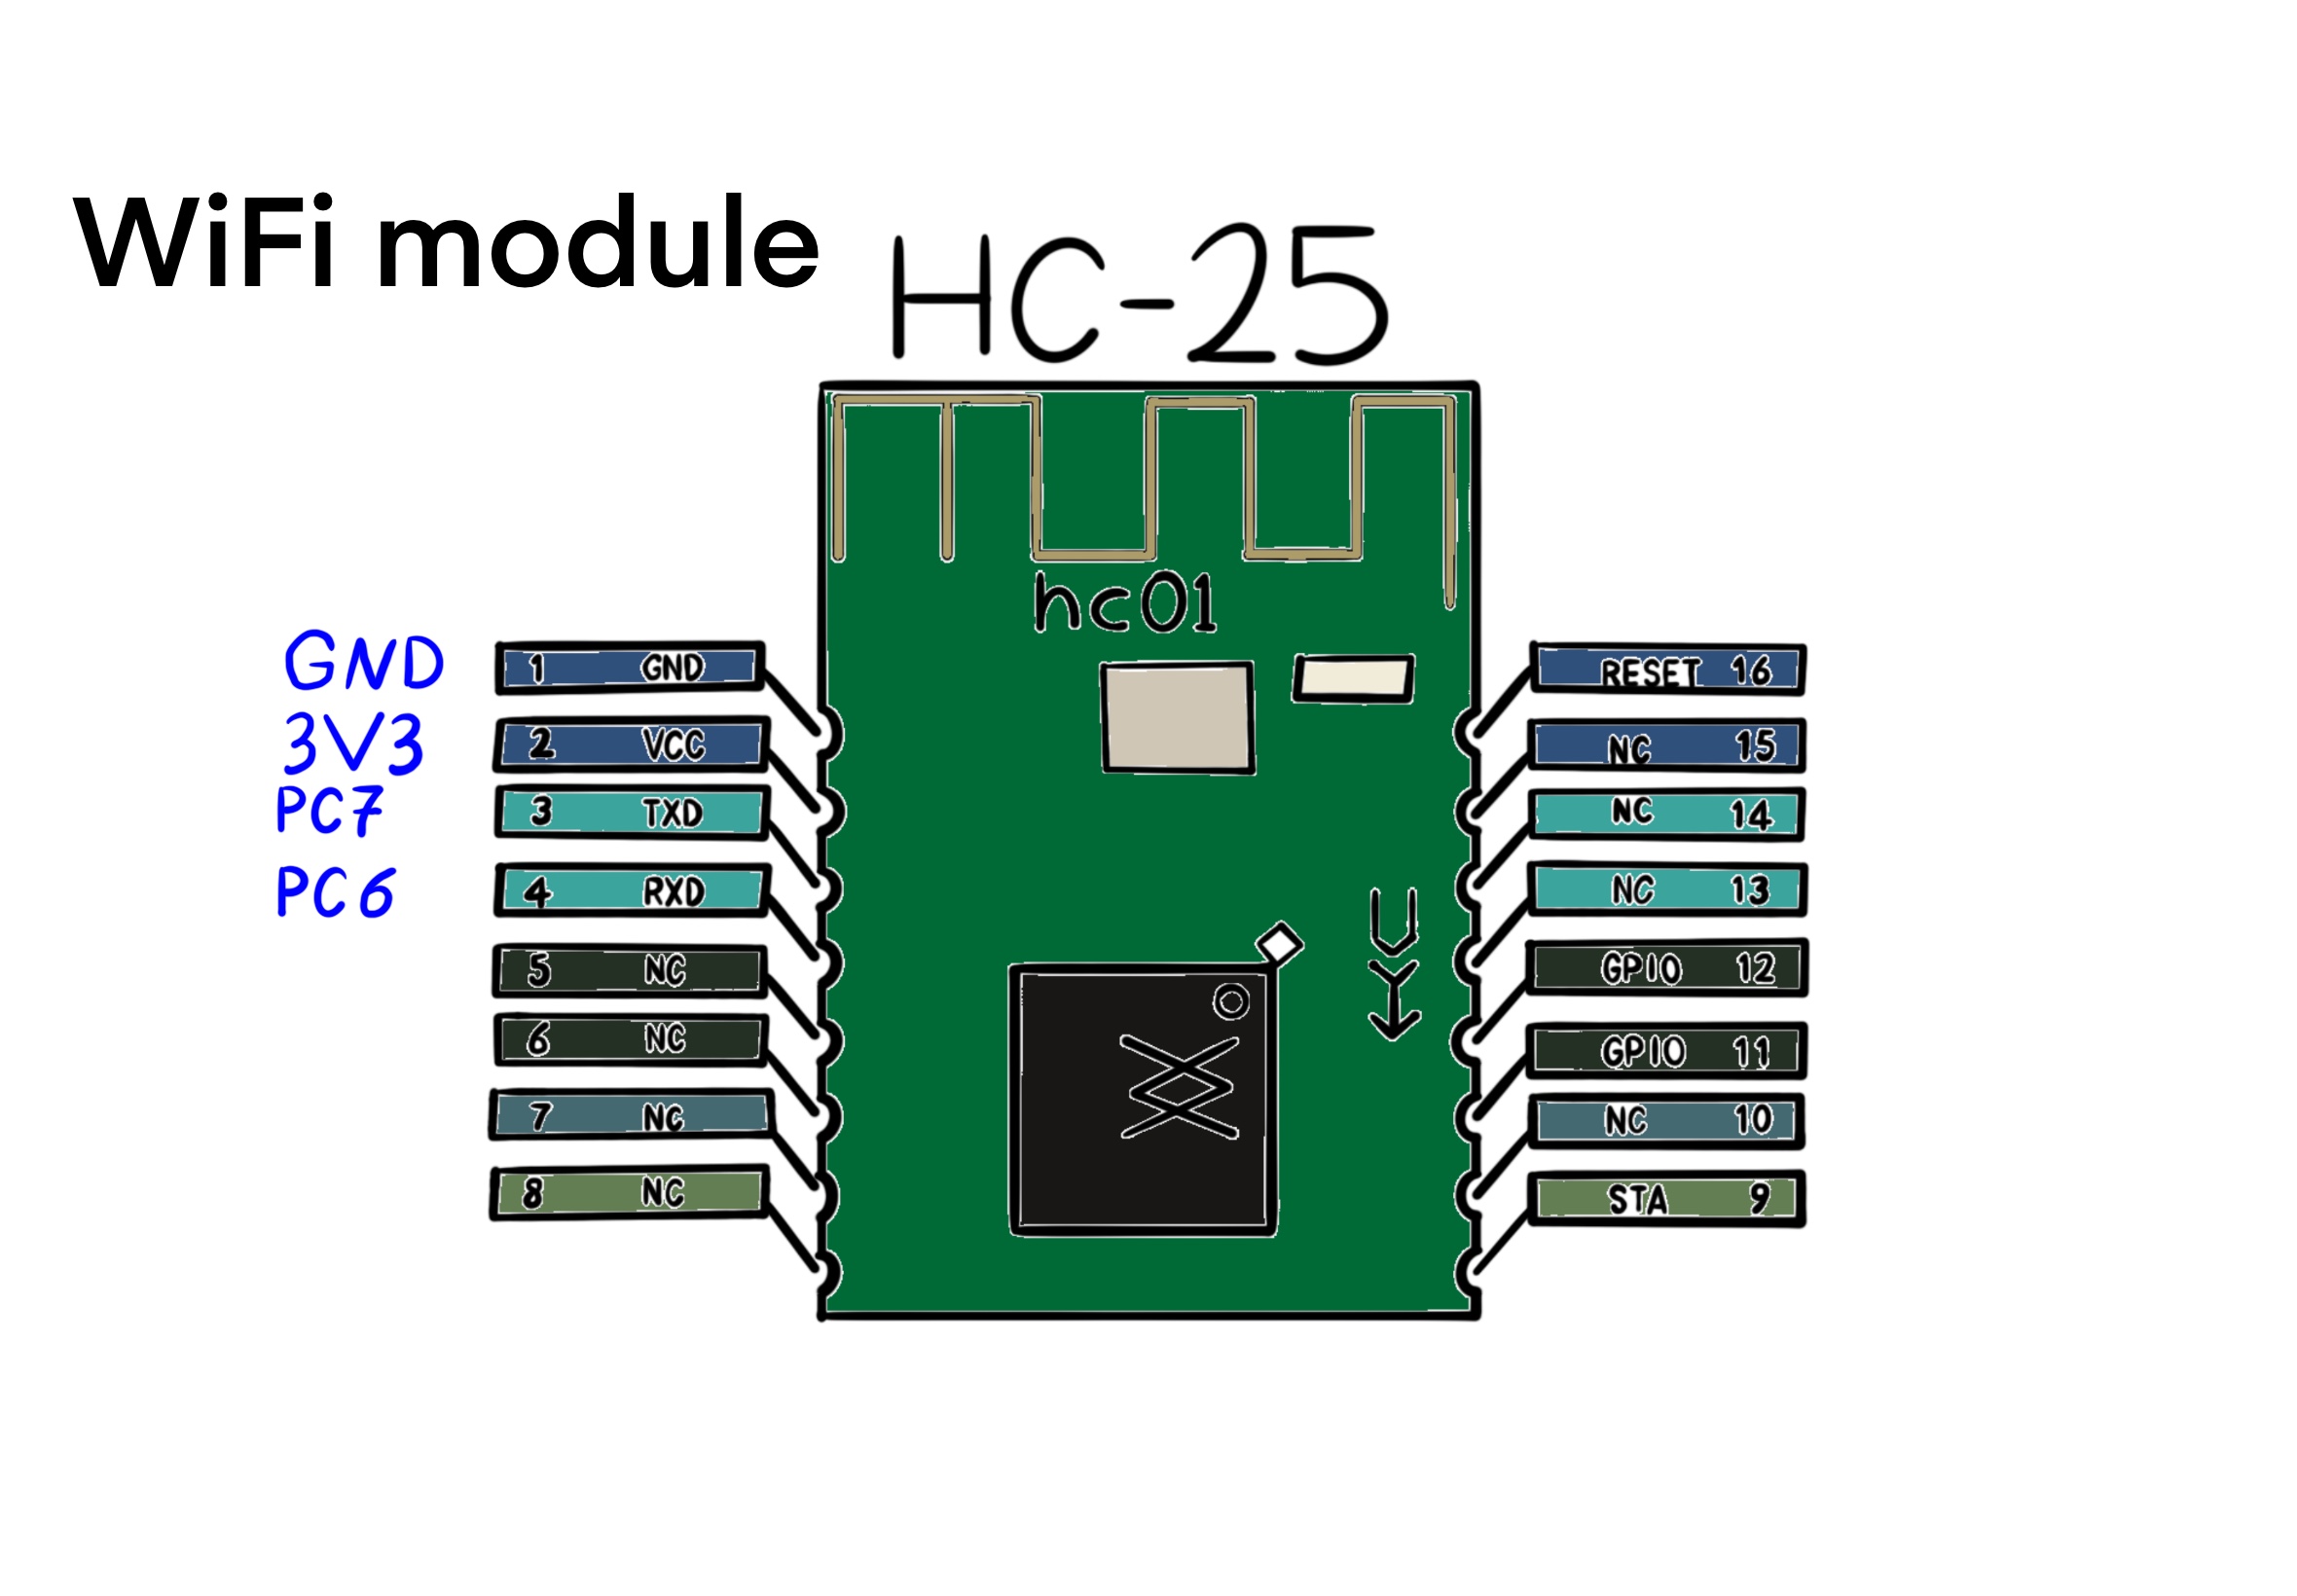 WiFi module
HC-25
hc01
GND
3V3
PC7
PC6
1 GND
2 VCC
3 TXD
4 RXD
5 NC
6 NC
7 NC
8 NC
RESET 16
NC 15
NC 14
NC 13
GPIO 12
GPIO 11
NC 10
STA 9